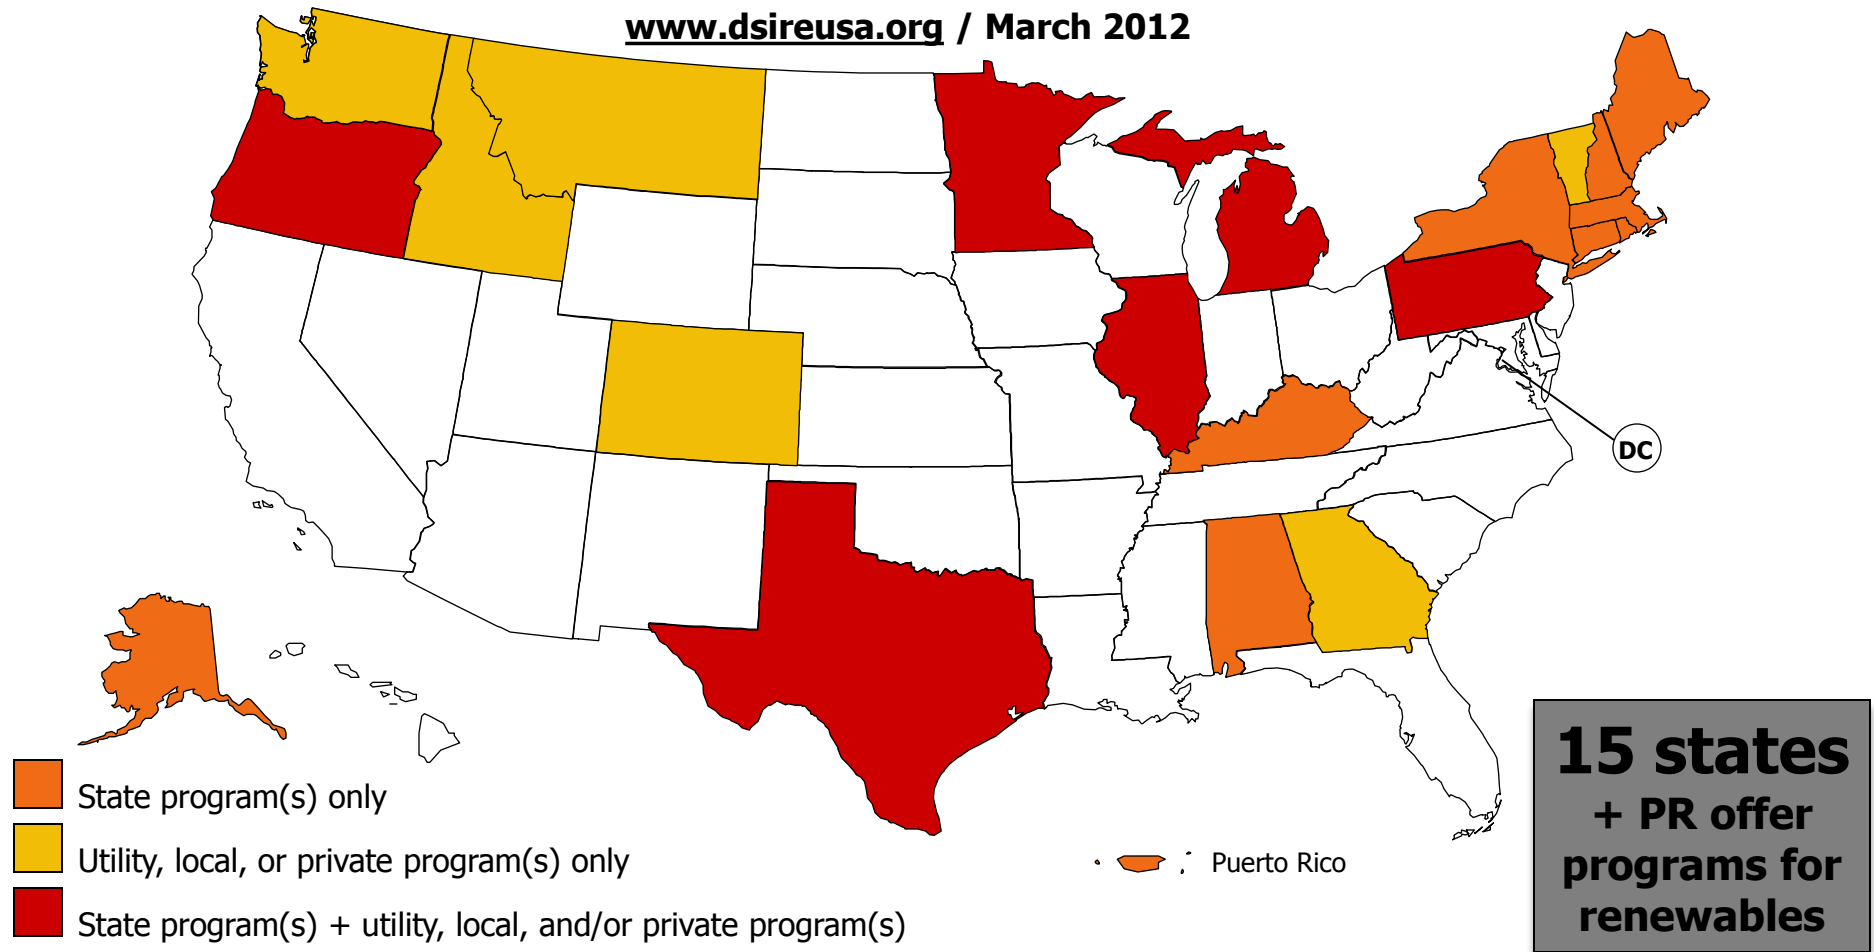 www.dsireusa.org / March 2012
DC
State program(s) only
Utility, local, or private program(s) only
State program(s) + utility, local, and/or private program(s)
Puerto Rico
15 states
+ PR offer
programs for
renewables